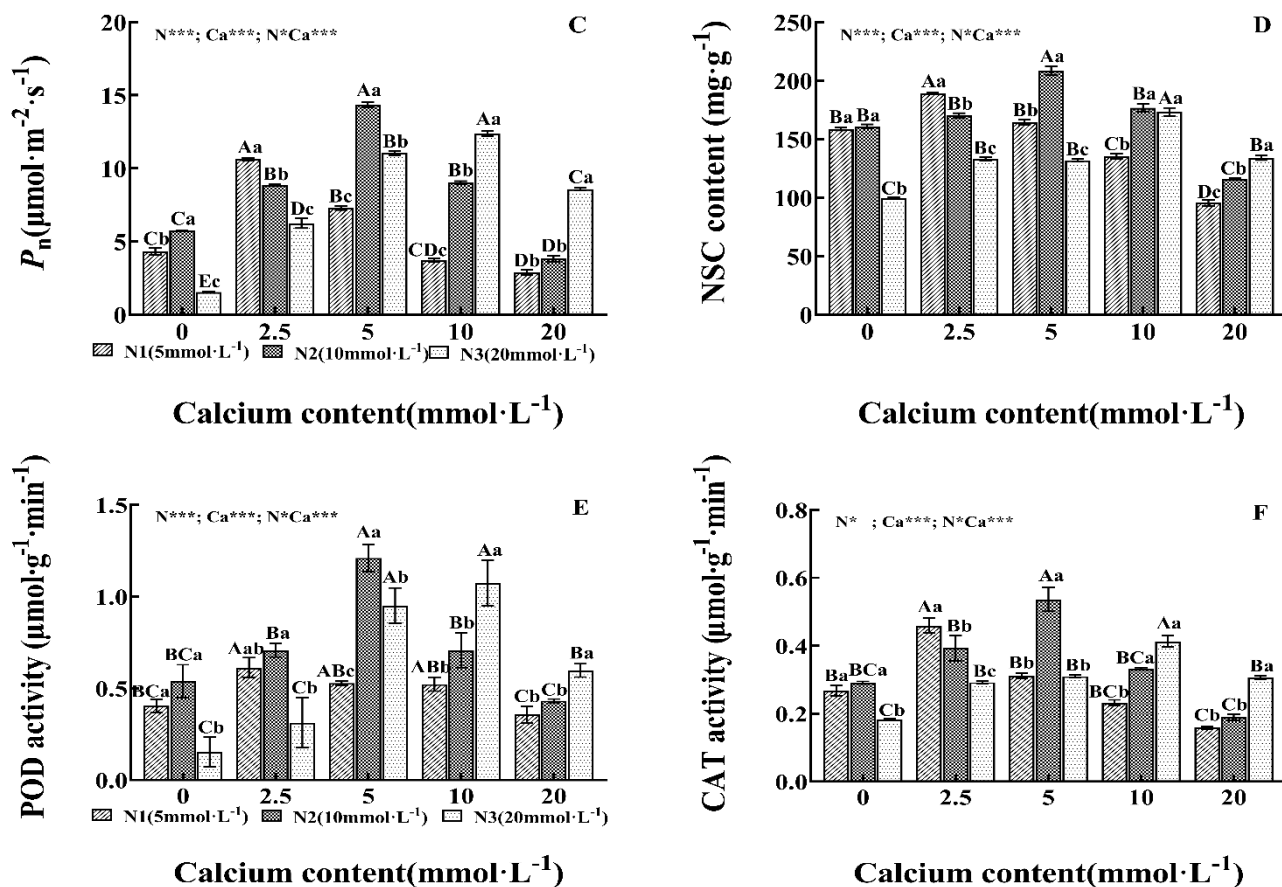 C
N***; Ca***; N*Ca***
Pn(μmol·m-2·s-1)
20
15
10
5
0
Cb Ca Ec Aa Bb Dc Bc Aa Bb CDc Bb Aa Db Db Ca
0 2.5 5 10 20
N1(5mmol·L-1) N2(10mmol·L-1) N3(20mmol·L-1)
Calcium content(mmol·L-1)
D
N***; Ca***; N*Ca***
NSC content (mg·g-1)
250
200
150
100
50
0
Ba Ba Cb Aa Bb Bc Bb Aa Bc Cb Ba Aa Dc Cb Ba
0 2.5 5 10 20
Calcium content(mmol·L-1)
E
N***; Ca***; N*Ca***
POD activity (μmol·g-1·min-1)
1.5
1.0
0.5
0.0
BCa BCa Cb Aab Ba Cb ABc Aa Ab ABb Bb Aa Cb Cb Ba
0 2.5 5 10 20
N1(5mmol·L-1) N2(10mmol·L-1) N3(20mmol·L-1)
Calcium content(mmol·L-1)
F
N* ; Ca***; N*Ca***
CAT activity (μmol·g-1·min-1)
0.8
0.6
0.4
0.2
0.0
Ba BCa Cb Aa Bb Bc Bb Aa Bb BCb BCa Aa Cb Cb Ba
0 2.5 5 10 20
Calcium content(mmol·L-1)